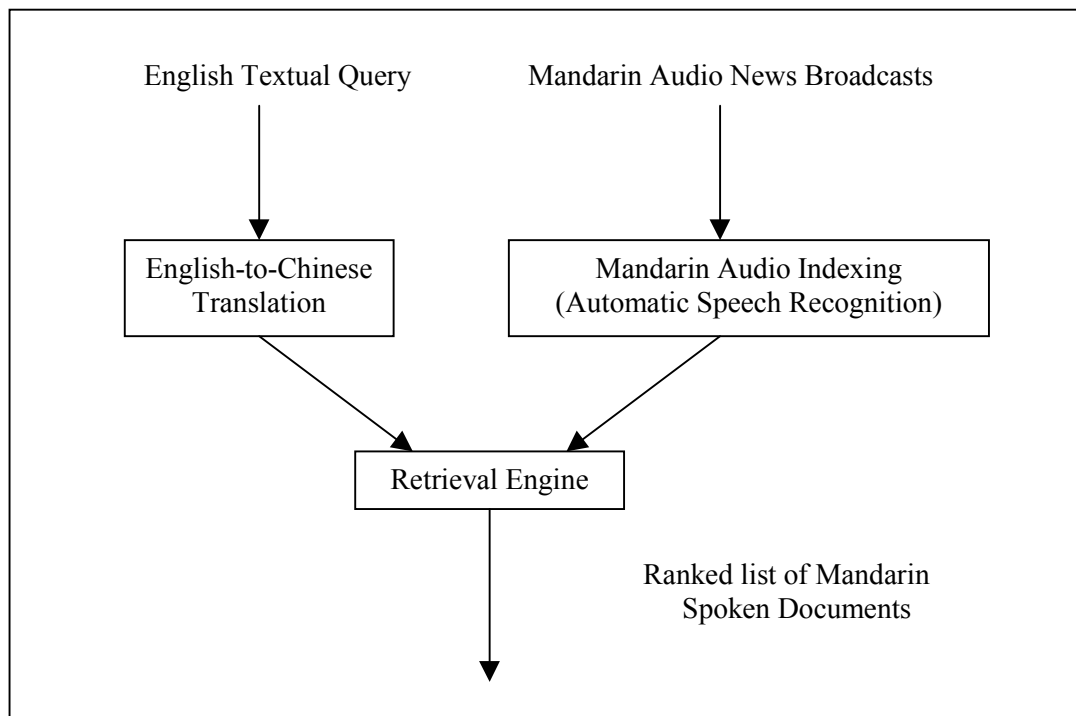 English Textual Query
Mandarin Audio News Broadcasts
English-to-Chinese
Translation
Mandarin Audio Indexing
(Automatic Speech Recognition)
Retrieval Engine
Ranked list of Mandarin
Spoken Documents